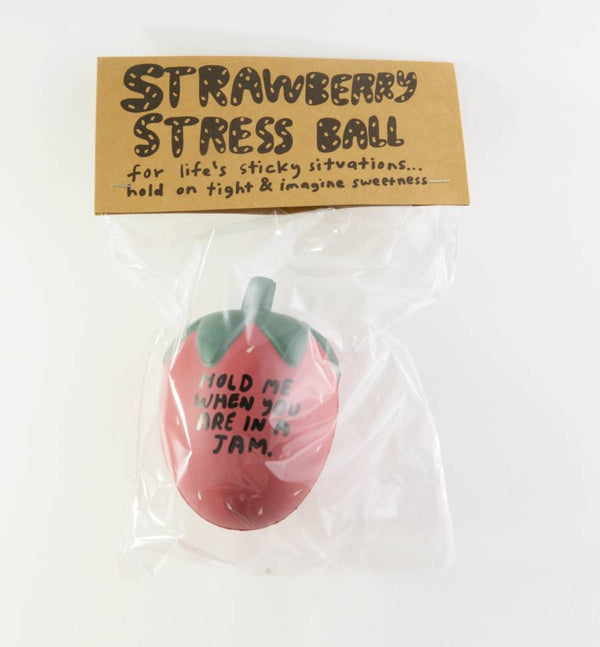 STRAWBERRY
STRESS BALL
for life's sticky situations...
hold on tight & imagine sweetness
HOLD ME
WHEN YOU
ARE IN A
JAM.